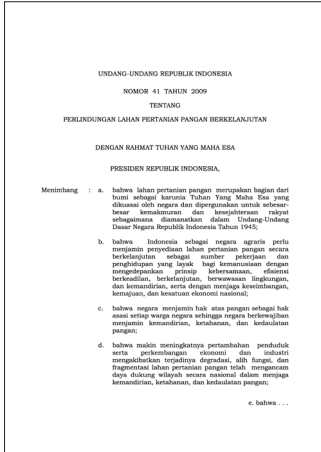 UNDANG-UNDANG REPUBLIK INDONESIA
NOMOR 41 TAHUN 2009
TENTANG
PERLINDUNGAN LAHAN PERTANIAN PANGAN BERKELANJUTAN
DENGAN RAHMAT TUHAN YANG MAHA ESA
PRESIDEN REPUBLIK INDONESIA,
Menimbang : a. bahwa lahan pertanian pangan merupakan bagian dari
bumi sebagai karunia Tuhan Yang Maha Esa yang
dikuasai oleh negara dan dipergunakan untuk sebesar-
besar kemakmuran dan kesejahteraan rakyat
sebagaimana diamanatkan dalam Undang-Undang
Dasar Negara Republik Indonesia Tahun 1945;
b. bahwa Indonesia sebagai negara agraris perlu
menjamin penyediaan lahan pertanian pangan secara
berkelanjutan sebagai sumber pekerjaan dan
penghidupan yang layak bagi kemanusiaan dengan
mengedepankan prinsip kebersamaan, efisiensi
berkeadilan, berkelanjutan, berwawasan lingkungan,
dan kemandirian, serta dengan menjaga keseimbangan,
kemajuan, dan kesatuan ekonomi nasional;
c. bahwa negara menjamin hak atas pangan sebagai hak
asasi setiap warga negara sehingga negara berkewajiban
menjamin kemandirian, ketahanan, dan kedaulatan
pangan;
d. bahwa makin meningkatnya pertambahan penduduk
serta perkembangan ekonomi dan industri
mengakibatkan terjadinya degradasi, alih fungsi, dan
fragmentasi lahan pertanian pangan telah mengancam
daya dukung wilayah secara nasional dalam menjaga
kemandirian, ketahanan, dan kedaulatan pangan;
e. bahwa . . .